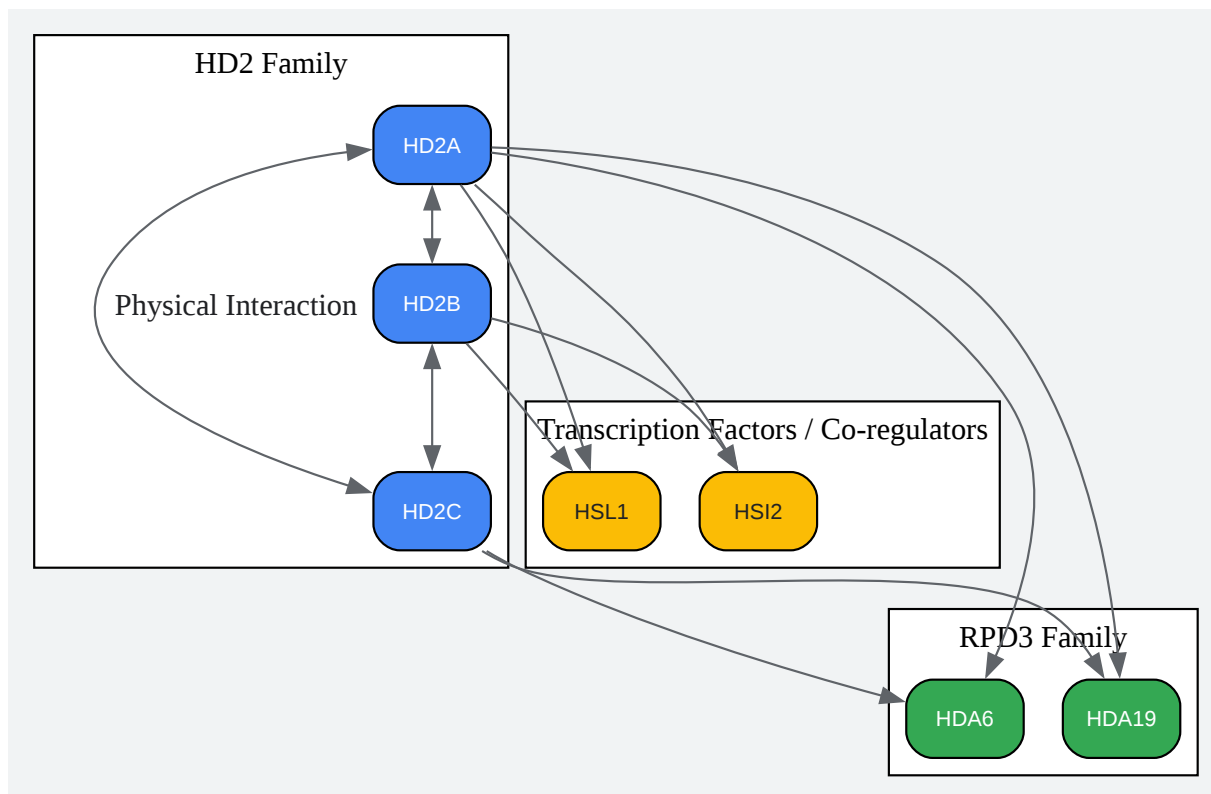 HD2 Family
HD2A
Physical Interaction
HD2B
Transcription Factors / Co-regulators
HD2C
HSL1
HSI2
RPD3 Family
HDA6
HDA19